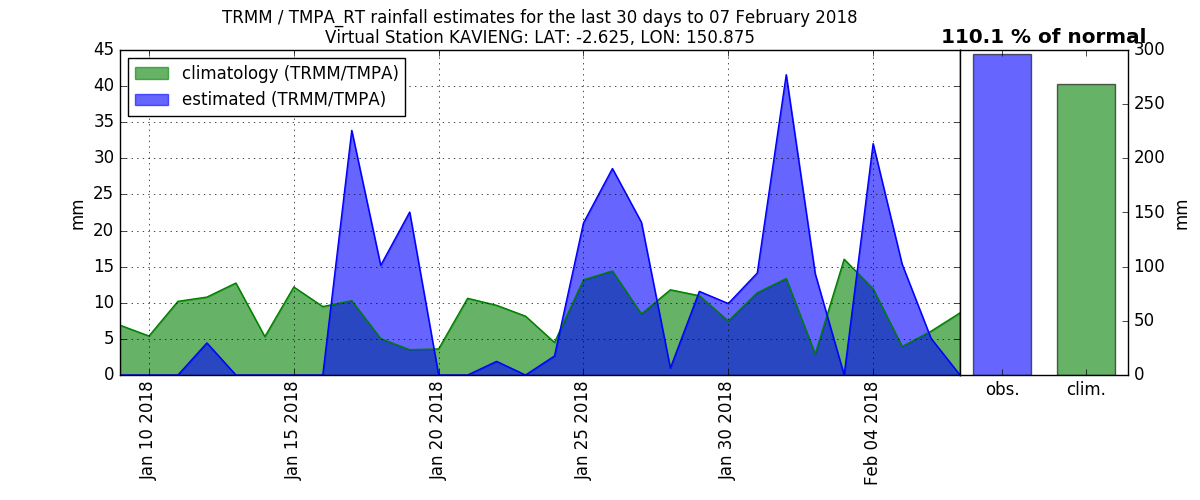 TRMM / TMPA_RT rainfall estimates for the last 30 days to 07 February 2018
Virtual Station KAVIENG: LAT: -2.625, LON: 150.875
110.1 % of normal
climatology (TRMM/TMPA)
estimated (TRMM/TMPA)
45
40
35
30
25
20
15
10
5
0
mm
Jan 10 2018
Jan 15 2018
Jan 20 2018
Jan 25 2018
Jan 30 2018
Feb 04 2018
300
250
200
150
100
50
0
mm
obs.
clim.